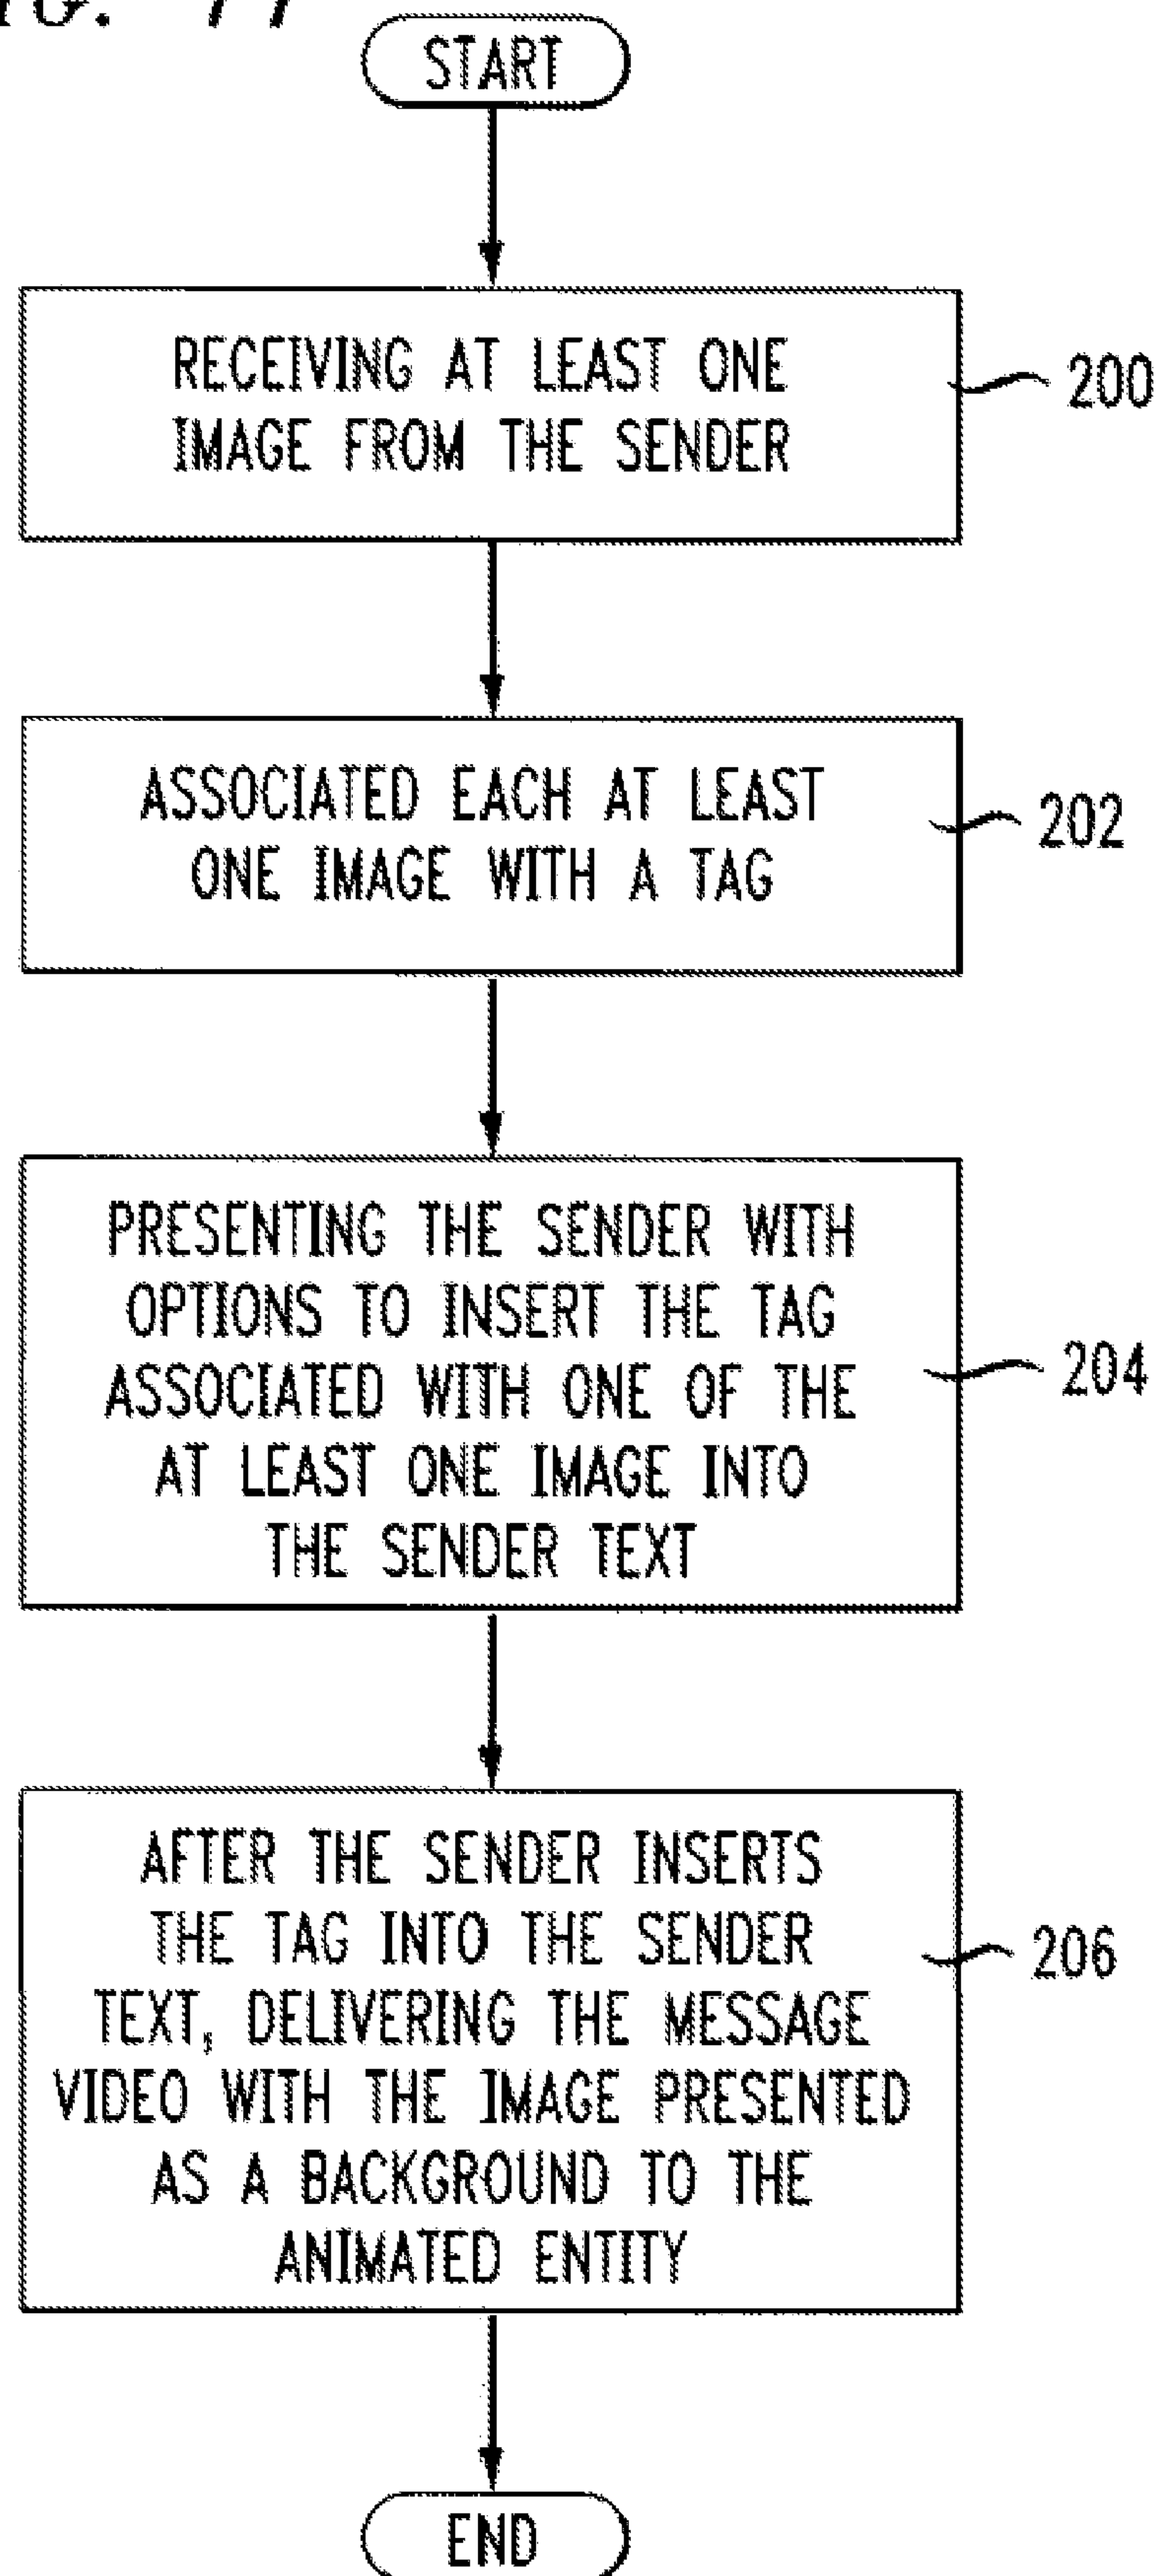 START
RECEIVING AT LEAST ONE
IMAGE FROM THE SENDER
200
ASSOCIATED EACH AT LEAST
ONE IMAGE WITH A TAG
202
PRESENTING THE SENDER WITH
OPTIONS TO INSERT THE TAG
ASSOCIATED WITH ONE OF THE
AT LEAST ONE IMAGE INTO
THE SENDER TEXT
204
AFTER THE SENDER INSERTS
THE TAG INTO THE SENDER
TEXT, DELIVERING THE MESSAGE
VIDEO WITH THE IMAGE PRESENTED
AS A BACKGROUND TO THE
ANIMATED ENTITY
206
END